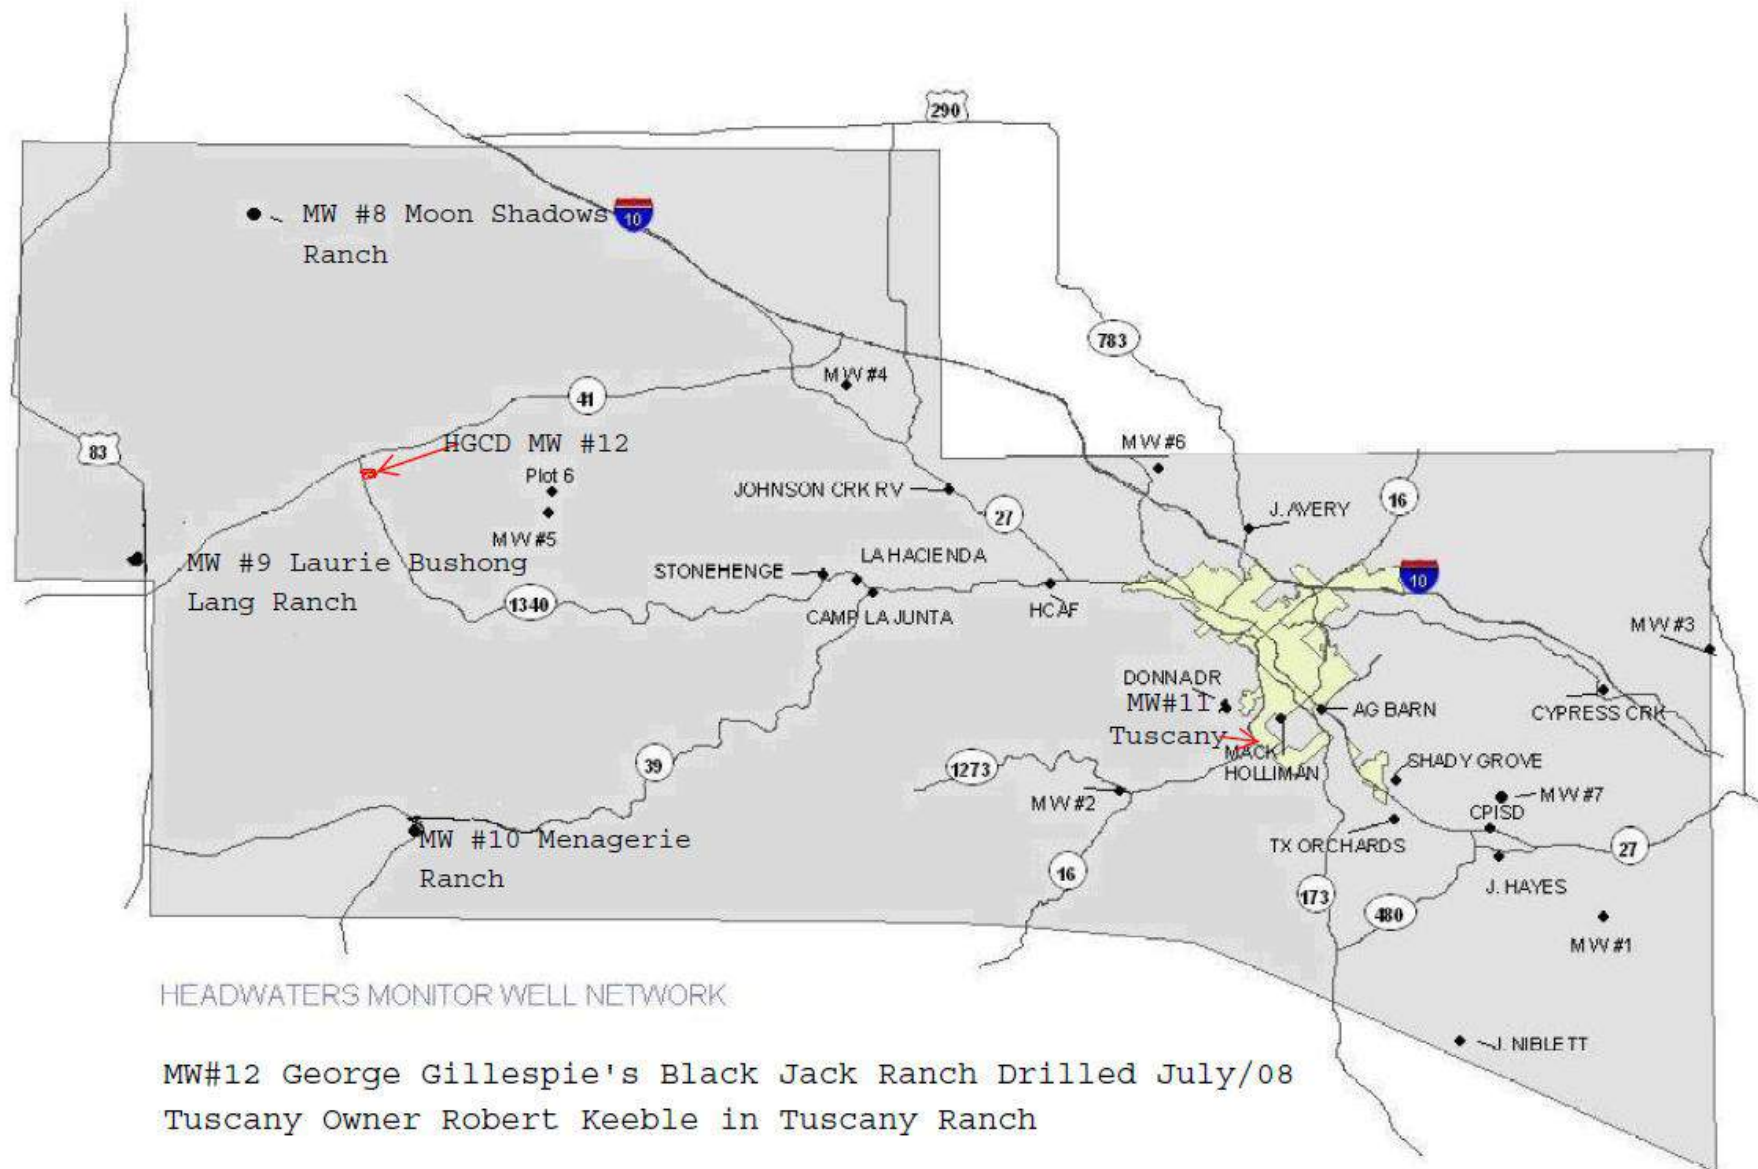 290
MW #8 Moon Shadows
Ranch
10
783
MW #4
41
83
HGCD MW #12
Plot 6
MW #5
MW #6
16
JOHNSON CRK RV
27
J. AVERY
MW #9 Laurie Bushong
Lang Ranch
1340
STONEHENGE
LA HACIENDA
CAMP LA JUNTA
HCAF
10
MW #3
DONNA DR
MW#11
Tuscany
AG BARN
CYPRESS CRK
MACK
HOLLIMAN
39
1273
MW #2
SHADY GROVE
MW #7
CPISD
TX ORCHARDS
27
MW #10 Menagerie
Ranch
16
173
480
J. HAYES
MW #1
J. NIBLETT
HEADWATERS MONITOR WELL NETWORK
MW#12 George Gillespie's Black Jack Ranch Drilled July/08
Tuscany Owner Robert Keeble in Tuscany Ranch